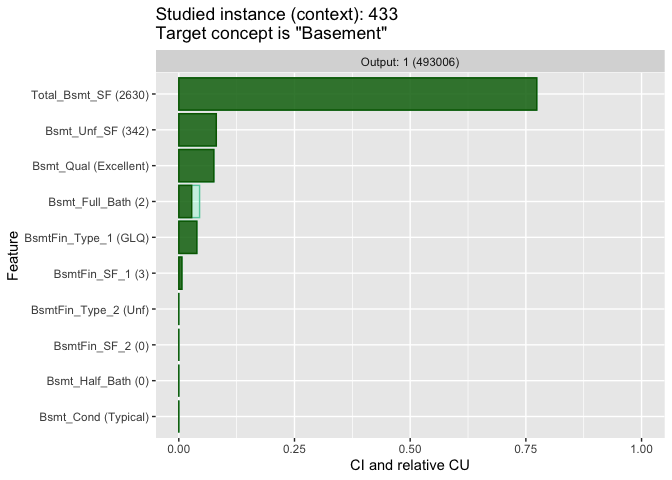 Studied instance (context): 433
Target concept is "Basement"
Output: 1 (493006)
Total_Bsmt_SF (2630)
Bsmt_Unf_SF (342)
Bsmt_Qual (Excellent)
Bsmt_Full_Bath (2)
BsmtFin_Type_1 (GLQ)
BsmtFin_SF_1 (3)
BsmtFin_Type_2 (Unf)
BsmtFin_SF_2 (0)
Bsmt_Half_Bath (0)
Bsmt_Cond (Typical)
Feature
0.00 0.25 0.50 0.75 1.00
CI and relative CU